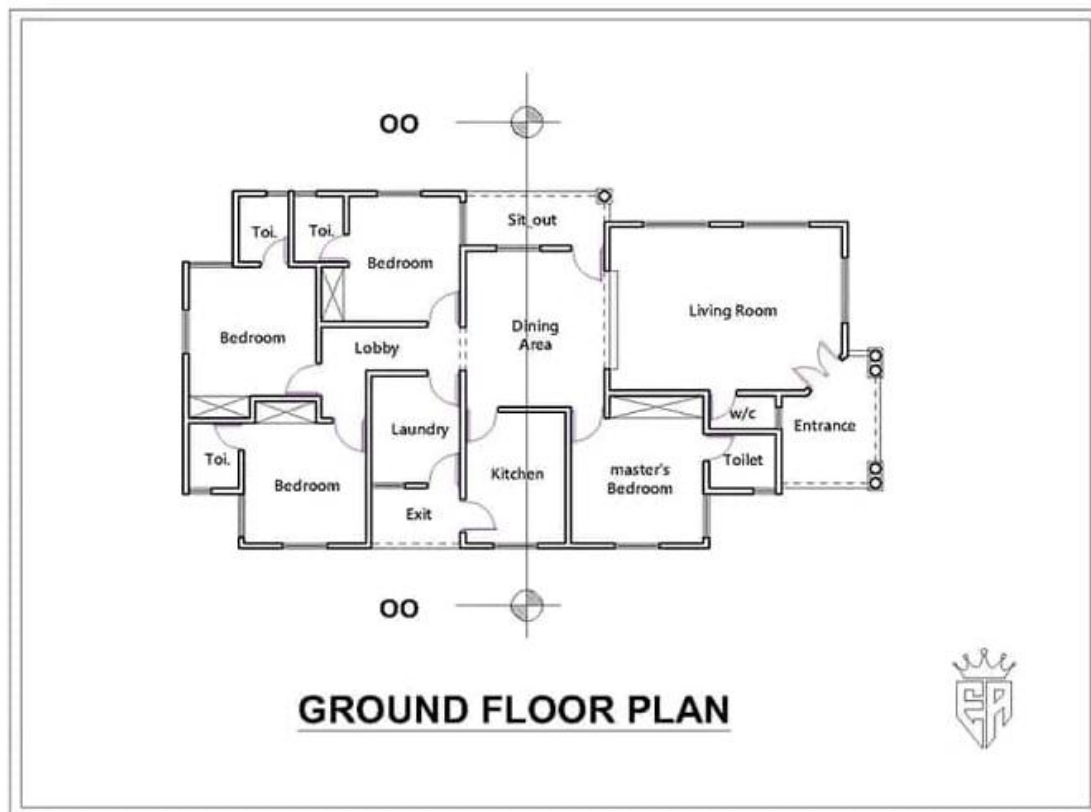 OO
Sit_out
Toi.
Toi.
Bedroom
Living Room
Dining
Area
Bedroom
Lobby
w/c
Entrance
Laundry
Toi.
Toilet
master's
Bedroom
Kitchen
Bedroom
Exit
OO
GROUND FLOOR PLAN
EA